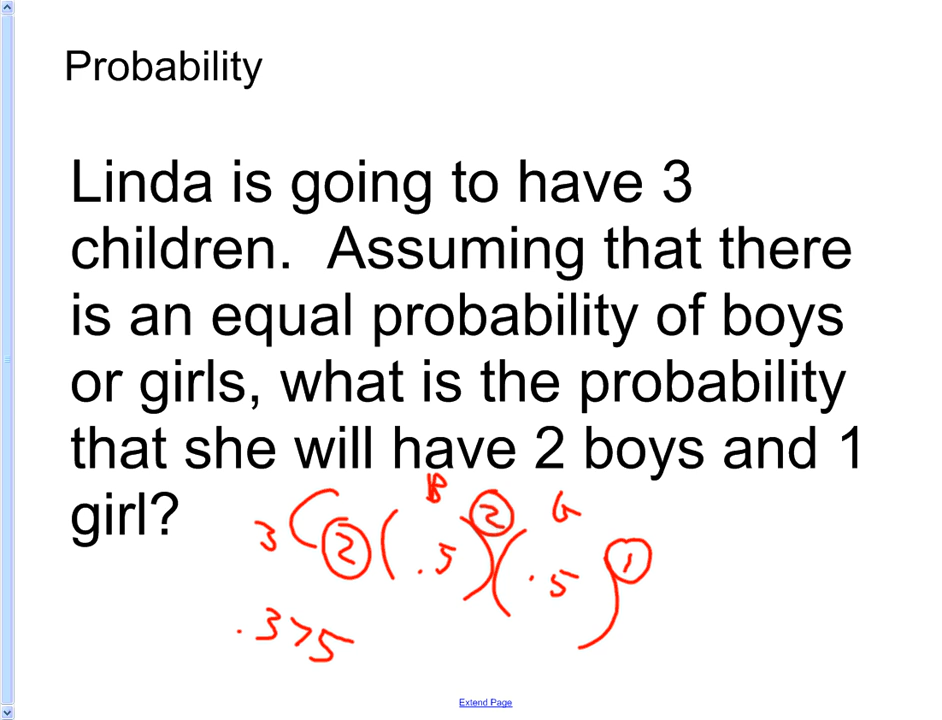 Probability
Linda is going to have 3
children. Assuming that there
is an equal probability of boys
or girls, what is the probability
that she will have 2 boys and 1
girl?
B G
3 C 2 (.5)2 (.5)1
.375
Extend Page